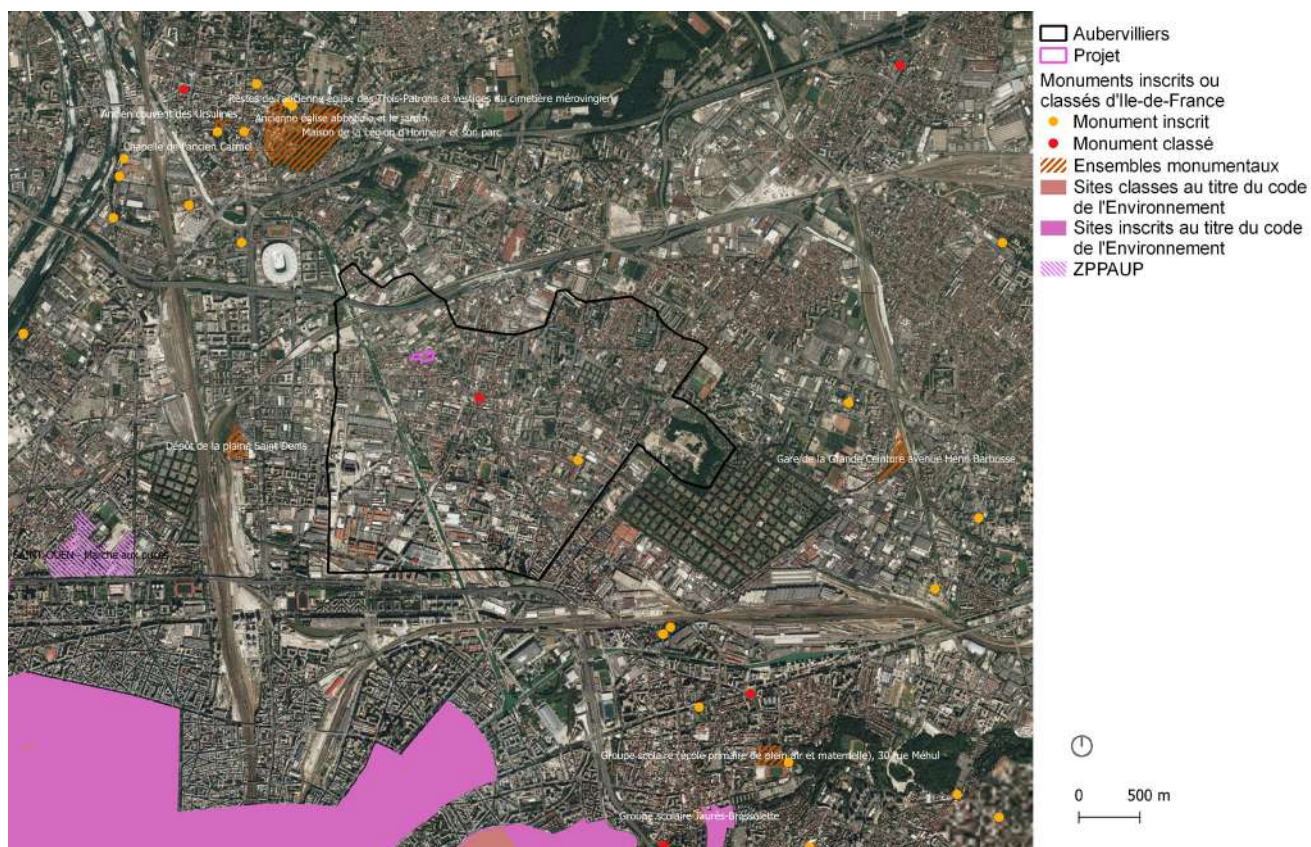 Restes de l'ancienne église des Trois-Patrons et vestiges du cimetière mérovingien
Ancien couvent des Ursulines
Ancienne église abbatiale et le jardin
Maison de la Légion d'Honneur et son parc
Chapelle de l'ancien Carmel
Dépôt de la plaine Saint Denis
Gare de la Grande Ceinture avenue Henri Barbusse
SAINT-OUEN - Marché aux puces
Groupe scolaire (école primaire de plein air et maternelle), 30 rue Méhul
Groupe scolaire Jaurès-Brossolette
Aubervilliers
Projet
Monuments inscrits ou
classés d'Ile-de-France
Monument inscrit
Monument classé
Ensembles monumentaux
Sites classes au titre du code
de l'Environnement
Sites inscrits au titre du code
de l'Environnement
ZPPAUP
0 500 m